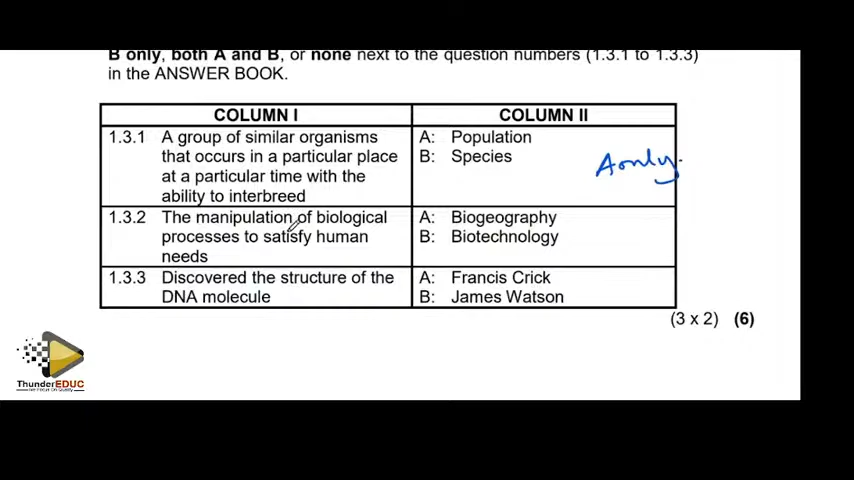 B only, both A and B, or none next to the question numbers (1.3.1 to 1.3.3)
in the ANSWER BOOK.
COLUMN I COLUMN II
1.3.1 A group of similar organisms A: Population
that occurs in a particular place B: Species
at a particular time with the
ability to interbreed
A only.
1.3.2 The manipulation of biological A: Biogeography
processes to satisfy human B: Biotechnology
needs
1.3.3 Discovered the structure of the A: Francis Crick
DNA molecule B: James Watson
(3 x 2) (6)
ThunderEDUC
We Focus On Quality